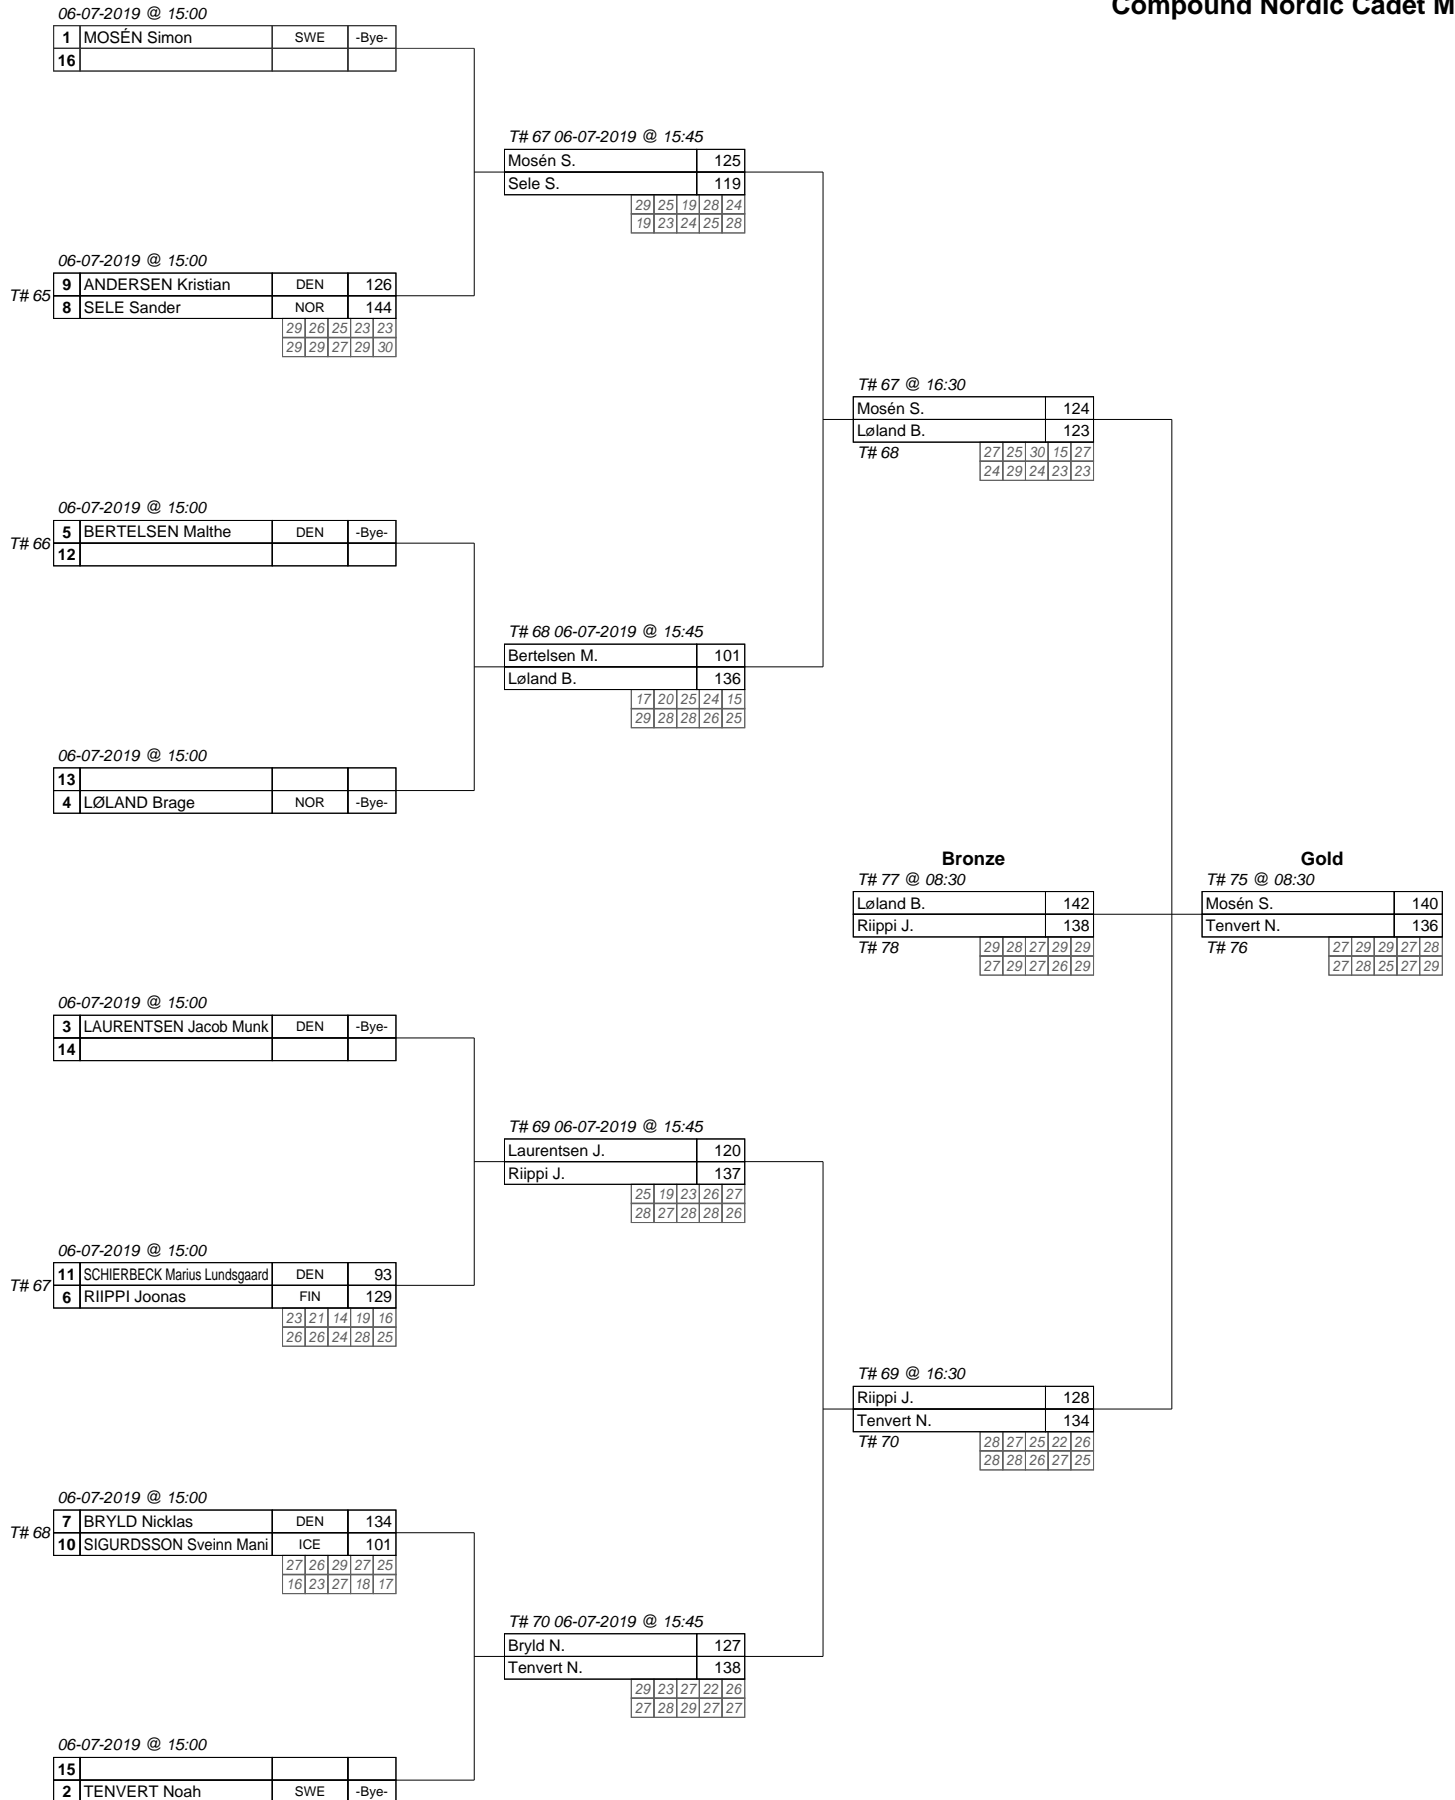 Compound Nordic Cadet M
06-07-2019 @ 15:00
1 MOSÉN Simon SWE -Bye-
16
T# 67 06-07-2019 @ 15:45
Mosén S. 125
Sele S. 119
29 25 19 28 24
19 23 24 25 28
06-07-2019 @ 15:00
T# 65
9 ANDERSEN Kristian DEN 126
8 SELE Sander NOR 144
29 26 25 23 23
29 29 27 29 30
T# 67 @ 16:30
Mosén S. 124
Løland B. 123
T# 68 27 25 30 15 27
24 29 24 23 23
06-07-2019 @ 15:00
T# 66
5 BERTELSEN Malthe DEN -Bye-
12
T# 68 06-07-2019 @ 15:45
Bertelsen M. 101
Løland B. 136
17 20 25 24 15
29 28 28 26 25
06-07-2019 @ 15:00
13
4 LØLAND Brage NOR -Bye-
Bronze
T# 77 @ 08:30
Løland B. 142
Riippi J. 138
T# 78 29 28 27 29 29
27 29 27 26 29
Gold
T# 75 @ 08:30
Mosén S. 140
Tenvert N. 136
T# 76 27 29 29 27 28
27 28 25 27 29
06-07-2019 @ 15:00
3 LAURENTSEN Jacob Munk DEN -Bye-
14
T# 69 06-07-2019 @ 15:45
Laurentsen J. 120
Riippi J. 137
25 19 23 26 27
28 27 28 28 26
06-07-2019 @ 15:00
T# 67
11 SCHIERBECK Marius Lundsgaard DEN 93
6 RIIPPI Joonas FIN 129
23 21 14 19 16
26 26 24 28 25
T# 69 @ 16:30
Riippi J. 128
Tenvert N. 134
T# 70 28 27 25 22 26
28 28 26 27 25
06-07-2019 @ 15:00
T# 68
7 BRYLD Nicklas DEN 134
10 SIGURDSSON Sveinn Mani ICE 101
27 26 29 27 25
16 23 27 18 17
T# 70 06-07-2019 @ 15:45
Bryld N. 127
Tenvert N. 138
29 23 27 22 26
27 28 29 27 27
06-07-2019 @ 15:00
15
2 TENVERT Noah SWE -Bye-